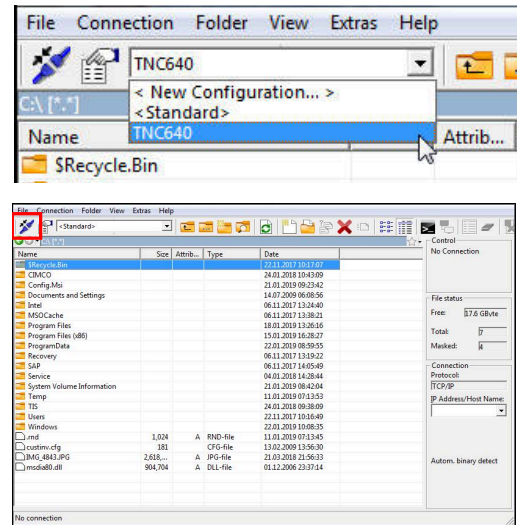 File Connection Folder View Extras Help
TNC640
< New Configuration... >
<Standard>
TNC640
C:\ [*.*]
Name Attrib...
$Recycle.Bin
File Connection Folder View Extras Help
<Standard>
C:\ [*.*]
Name Size Attrib... Type Date
$Recycle.Bin 22.11.2017 10:17:07
CIMCO 24.01.2018 10:43:09
Config.Msi 21.01.2019 09:23:42
Documents and Settings 14.07.2009 06:08:56
Intel 06.11.2017 13:24:40
MSOCache 06.11.2017 13:38:21
Program Files 18.01.2019 13:26:16
Program Files (x86) 15.01.2019 16:28:27
ProgramData 22.01.2019 08:59:55
Recovery 06.11.2017 13:19:22
SAP 06.11.2017 14:05:49
Service 04.01.2018 14:28:44
System Volume Information 21.01.2019 08:42:04
Temp 11.01.2019 07:13:53
TIS 24.01.2018 09:38:09
Users 22.11.2017 10:16:49
Windows 22.01.2019 10:08:35
.rnd 1,024 A RND-file 11.01.2019 07:13:45
custinv.cfg 181 CFG-file 13.02.2009 13:56:30
IMG_4843.JPG 2,618,... A JPG-file 21.03.2018 21:56:33
msdia80.dll 904,704 A DLL-file 01.12.2006 23:37:14
Control
No Connection
File status
Free: 17.6 GByte
Total: 7
Masked: 4
Connection
Protocol:
TCP/IP
IP Address/Host Name:
Autom. binary detect
No connection